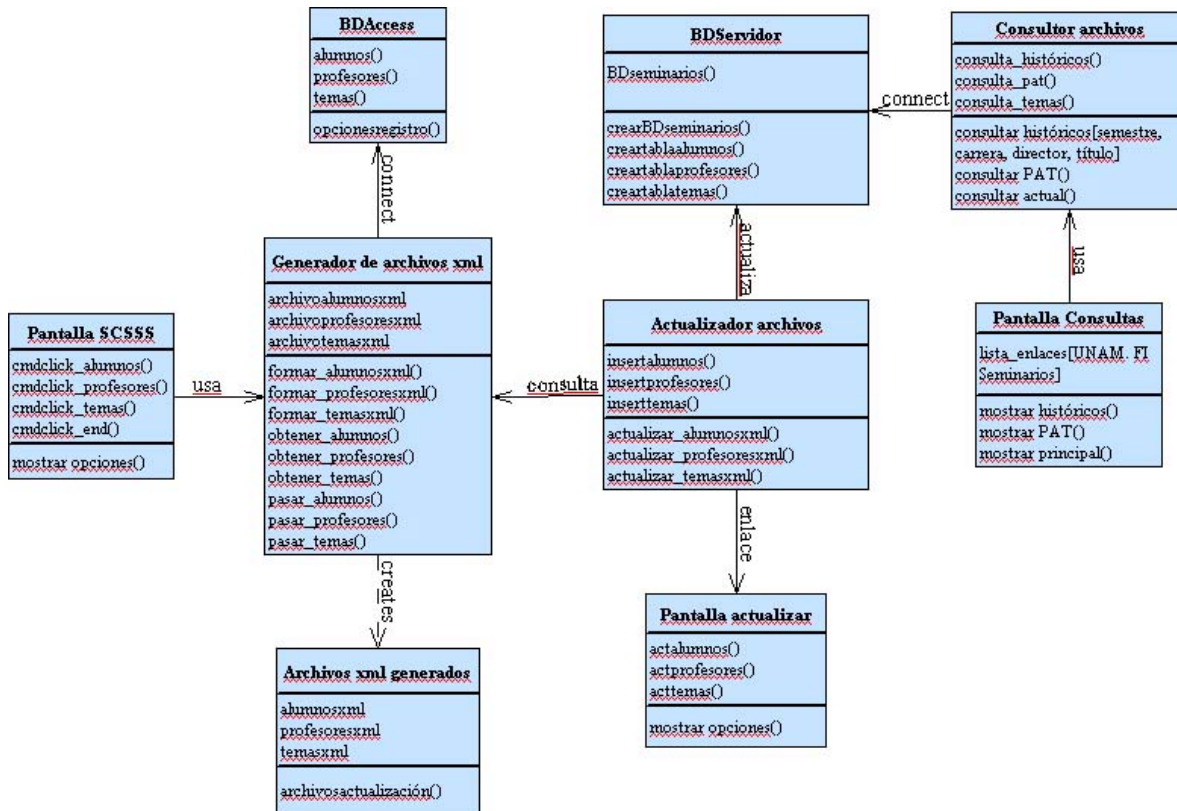 BDAccess
alumnos()
profesores()
temas()
opcionesregistro()
connect
BDServidor
BDseminarios()
crearBDseminarios()
creartablaalumnos()
creartablaprofesores()
creartablatemas()
connect
Consultor archivos
consulta_históricos()
consulta_pat()
consulta_temas()
consultar históricos[semestre,
carrera, director, título]
consultar PAT()
consultar actual()
actualiza
usa
Pantalla SCSSS
cmdclick_alumnos()
cmdclick_profesores()
cmdclick_temas()
cmdclick_end()
mostrar opciones()
usa
Generador de archivos xml
archivoalumnosxml
archivoprofesoresxml
archivotemasxml
formar_alumnosxml()
formar_profesoresxml()
formar_temasxml()
obtener_alumnos()
obtener_profesores()
obtener_temas()
pasar_alumnos()
pasar_profesores()
pasar_temas()
consulta
Actualizador archivos
insertalumnos()
insertprofesores()
inserttemas()
actualizar_alumnosxml()
actualizar_profesoresxml()
actualizar_temasxml()
Pantalla Consultas
lista_enlaces[UNAM. FI
Seminarios]
mostrar históricos()
mostrar PAT()
mostrar principal()
creates
enlace
Archivos xml generados
alumnosxml
profesoresxml
temasxml
archivosactualización()
Pantalla actualizar
actalumnos()
actprofesores()
acttemas()
mostrar opciones()